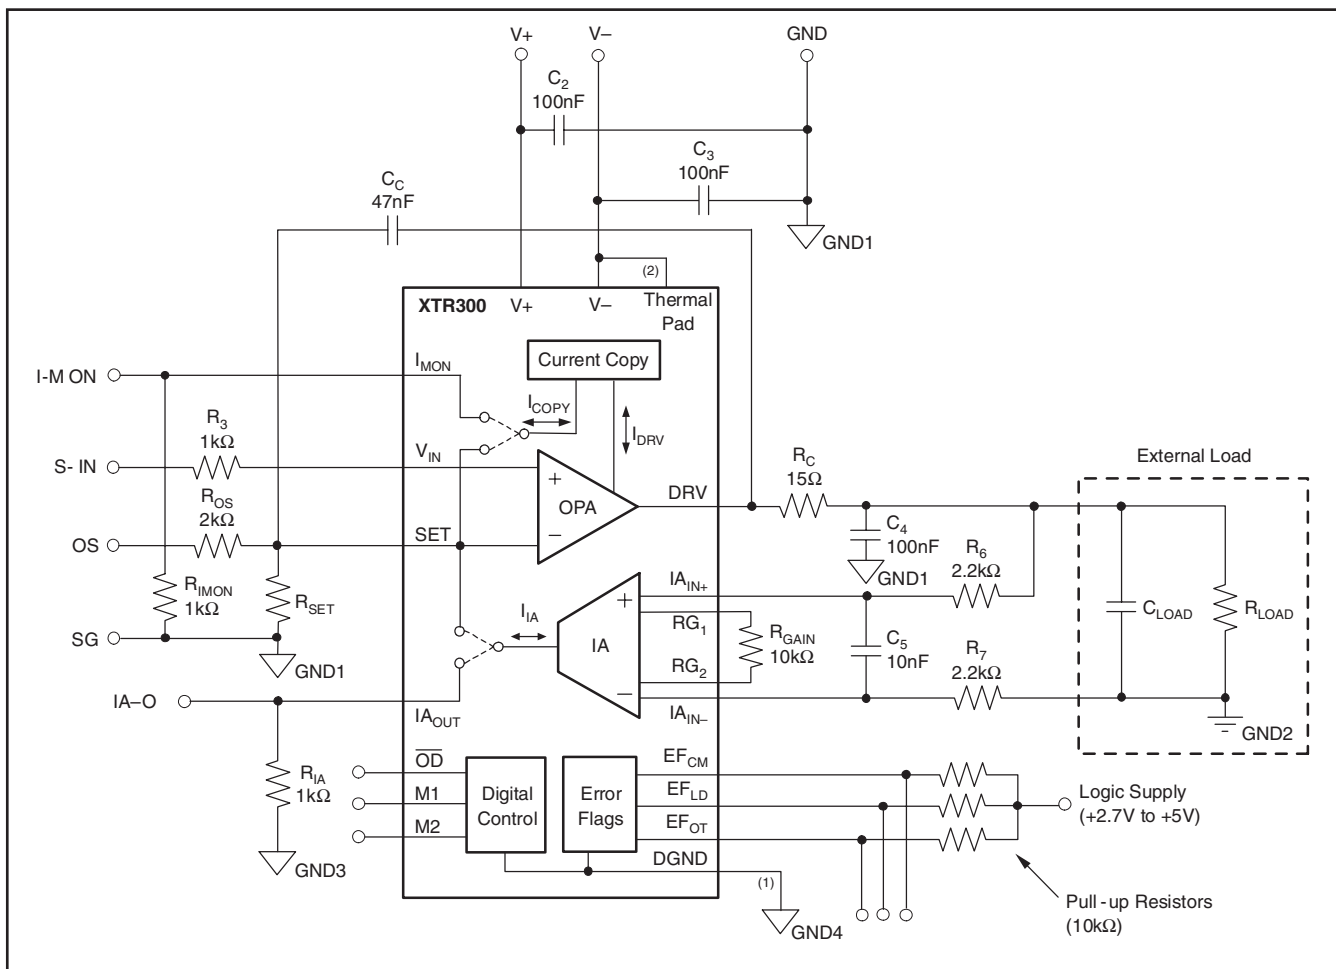 V+
V−
GND
C2
100nF
C3
100nF
CC
47nF
GND1
(2)
XTR300
V+
V−
Thermal
Pad
Current Copy
I-M ON
IMON
ICOPY
IDRV
R3
1kΩ
S- IN
VIN
ROS
2kΩ
OS
SET
+
−
OPA
DRV
RC
15Ω
External Load
C4
100nF
GND1
R6
2.2kΩ
RIMON
1kΩ
RSET
SG
GND1
IIA
IA
+
−
IAIN+
RG1
RG2
IAIN−
RGAIN
10kΩ
C5
10nF
R7
2.2kΩ
CLOAD
RLOAD
GND2
IA−O
IAOUT
RIA
1kΩ
GND3
OD
M1
M2
Digital
Control
Error
Flags
EFCM
EFLD
EFOT
DGND
(1)
GND4
Logic Supply
(+2.7V to +5V)
Pull-up Resistors
(10kΩ)